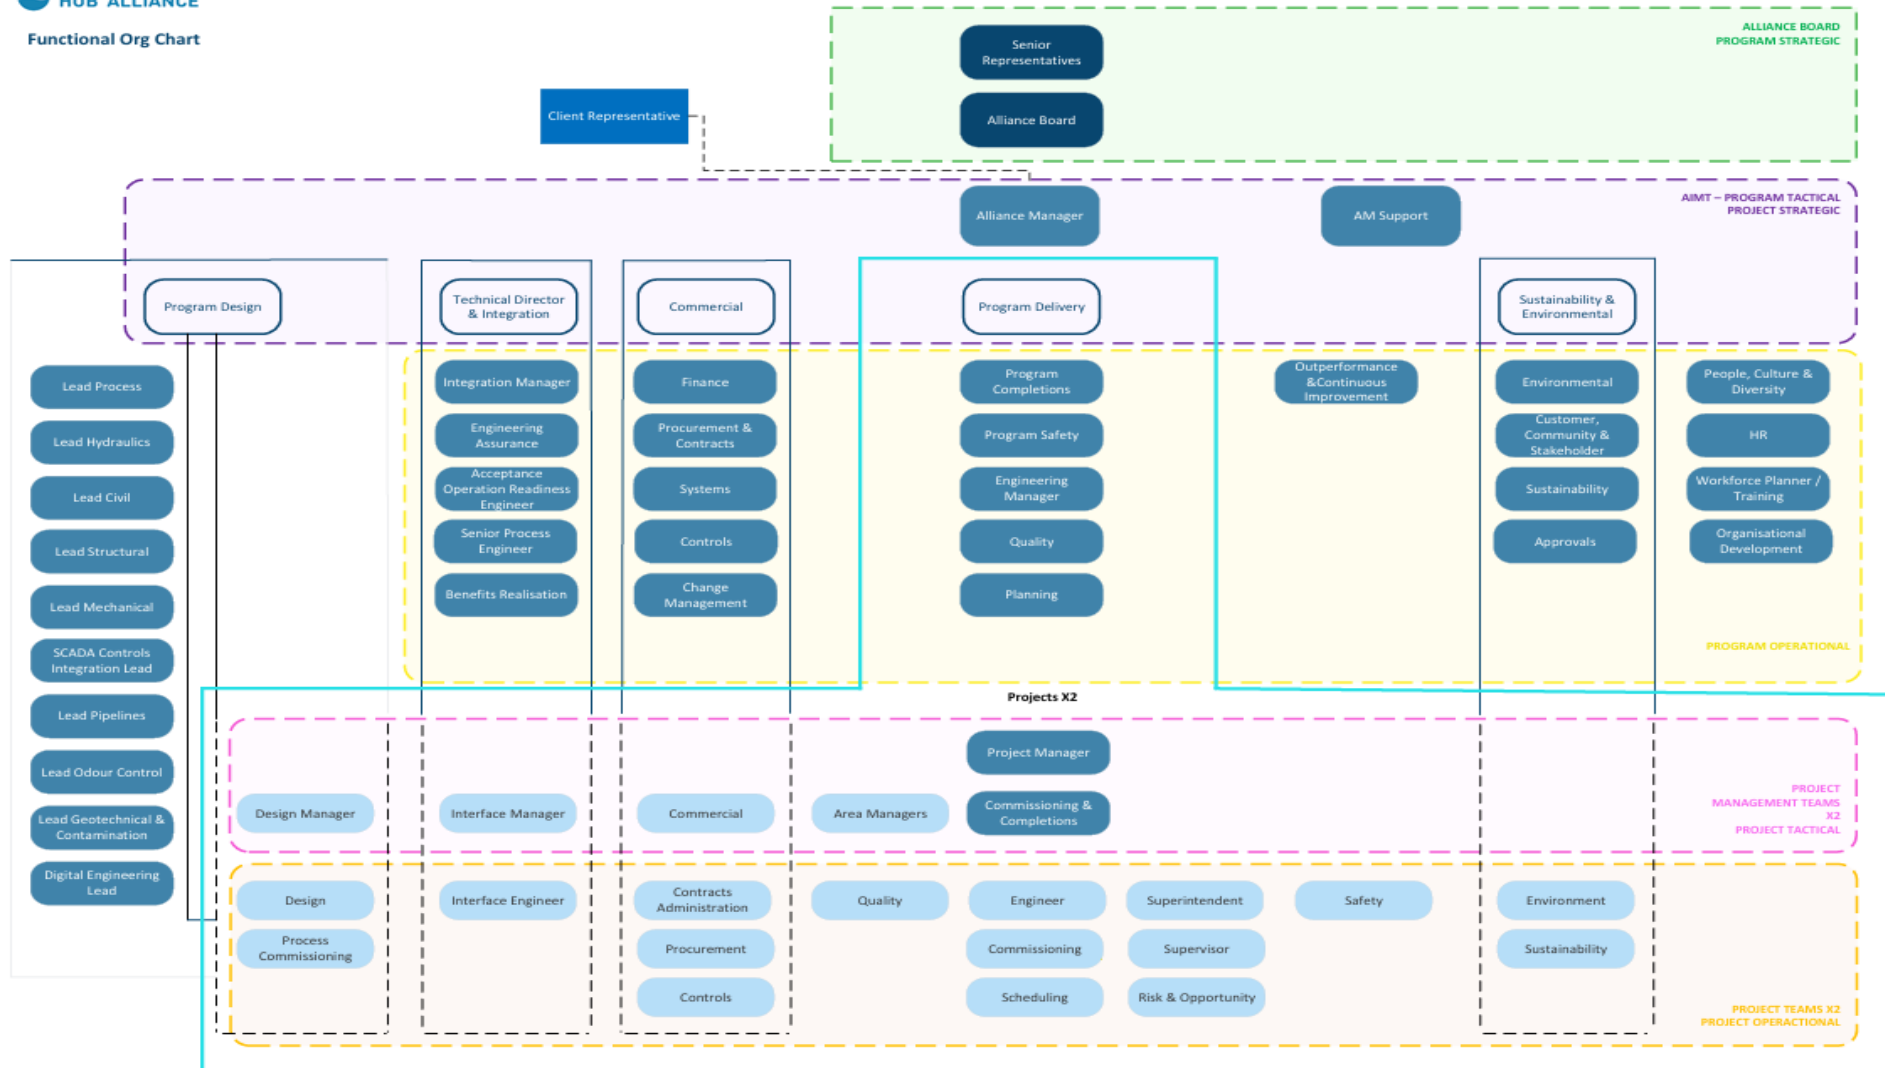 HUB ALLIANCE
Functional Org Chart
ALLIANCE BOARD
PROGRAM STRATEGIC
Senior
Representatives
Alliance Board
Client Representative
AIMT – PROGRAM TACTICAL
PROJECT STRATEGIC
Alliance Manager
AM Support
Program Design
Technical Director
& Integration
Commercial
Program Delivery
Sustainability &
Environmental
Lead Process
Lead Hydraulics
Lead Civil
Lead Structural
Lead Mechanical
SCADA Controls
Integration Lead
Lead Pipelines
Lead Odour Control
Lead Geotechnical &
Contamination
Digital Engineering
Lead
Integration Manager
Engineering
Assurance
Acceptance
Operation Readiness
Engineer
Senior Process
Engineer
Benefits Realisation
Finance
Procurement &
Contracts
Systems
Controls
Change
Management
Program
Completions
Program Safety
Engineering
Manager
Quality
Planning
Outperformance
&Continuous
Improvement
Environmental
Customer,
Community &
Stakeholder
Sustainability
Approvals
People, Culture &
Diversity
HR
Workforce Planner /
Training
Organisational
Development
PROGRAM OPERATIONAL
Projects X2
Project Manager
Design Manager
Interface Manager
Commercial
Area Managers
Commissioning &
Completions
PROJECT
MANAGEMENT TEAMS
X2
PROJECT TACTICAL
Design
Process
Commissioning
Interface Engineer
Contracts
Administration
Procurement
Controls
Quality
Engineer
Commissioning
Scheduling
Superintendent
Supervisor
Risk & Opportunity
Safety
Environment
Sustainability
PROJECT TEAMS X2
PROJECT OPERACTIONAL